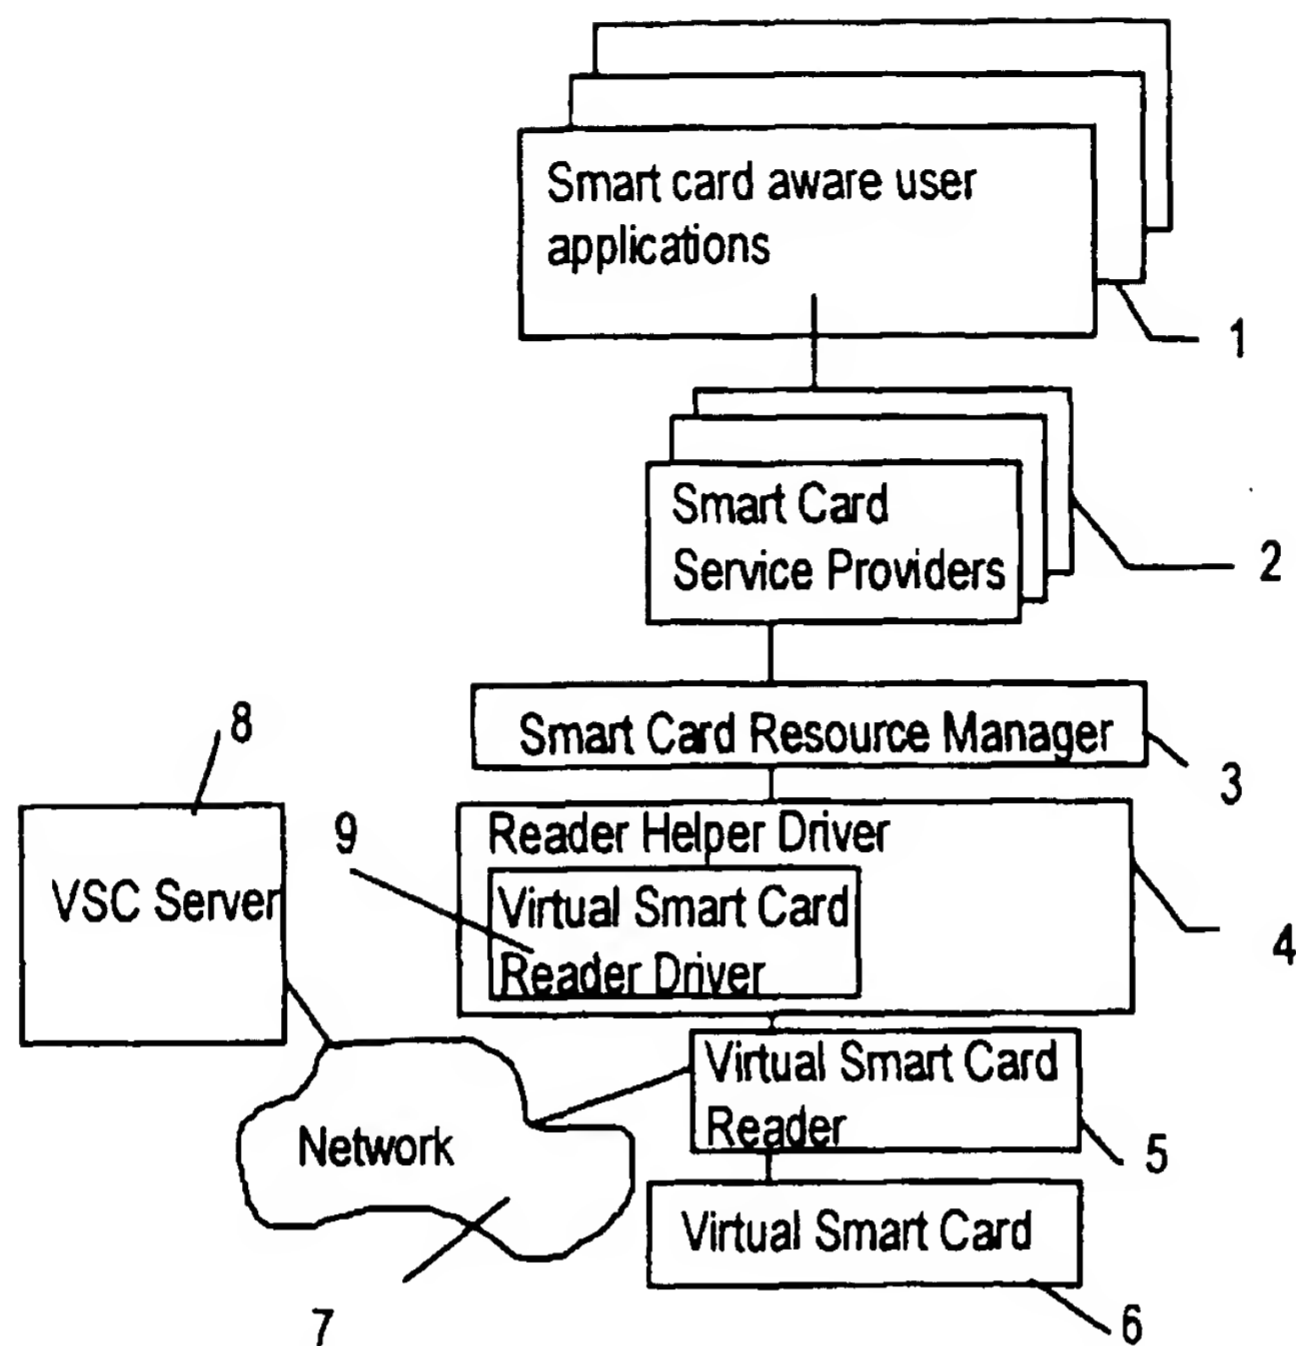 Smart card aware user
applications
1
Smart Card
Service Providers
2
8
Smart Card Resource Manager
3
VSC Server
9
Reader Helper Driver
Virtual Smart Card
Reader Driver
4
Virtual Smart Card
Reader
5
Network
Virtual Smart Card
7
6